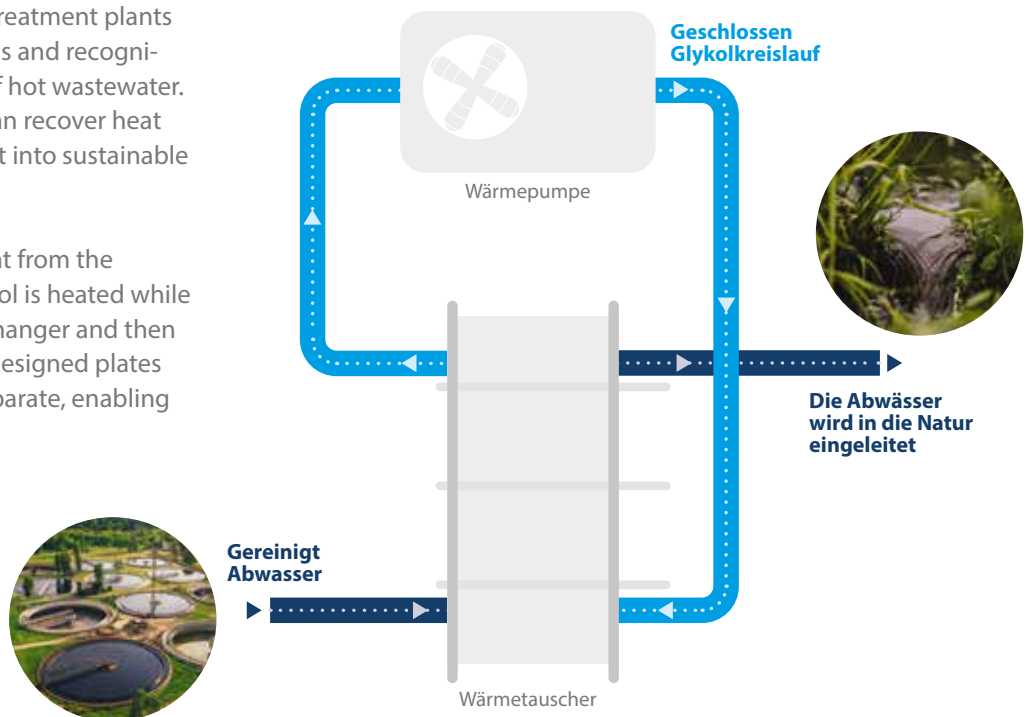 reatment plants
s and recogni-
f hot wastewater.
an recover heat
t into sustainable
t from the
ol is heated while
hanger and then
designed plates
parate, enabling
Geschlossen
Glykolkreislauf
Wärmepumpe
Die Abwässer
wird in die Natur
eingeleitet
Gereinigt
Abwasser
Wärmetauscher